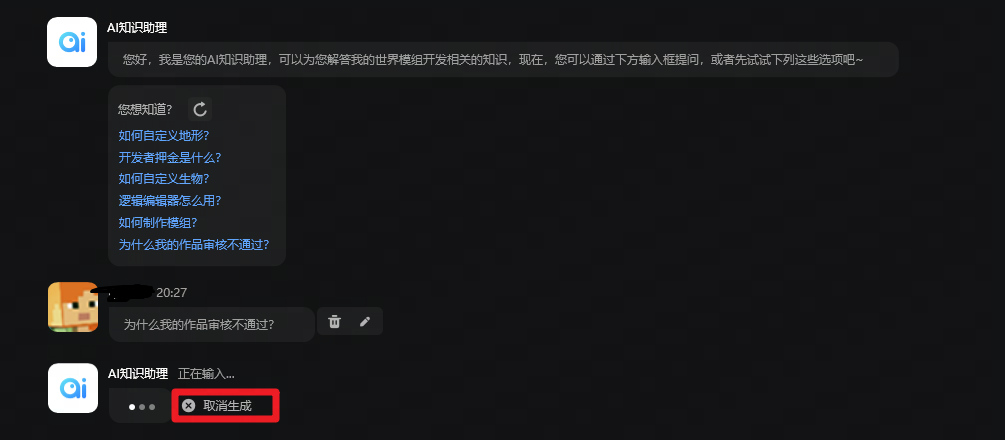 AI知识助理
您好，我是您的AI知识助理，可以为您解答我的世界模组开发相关的知识，现在，您可以通过下方输入框提问，或者先试试下列这些选项吧~
您想知道?
如何自定义地形?
开发者押金是什么?
如何自定义生物?
逻辑编辑器怎么用?
如何制作模组?
为什么我的作品审核不通过?
20:27
为什么我的作品审核不通过?
AI知识助理 正在输入...
取消生成